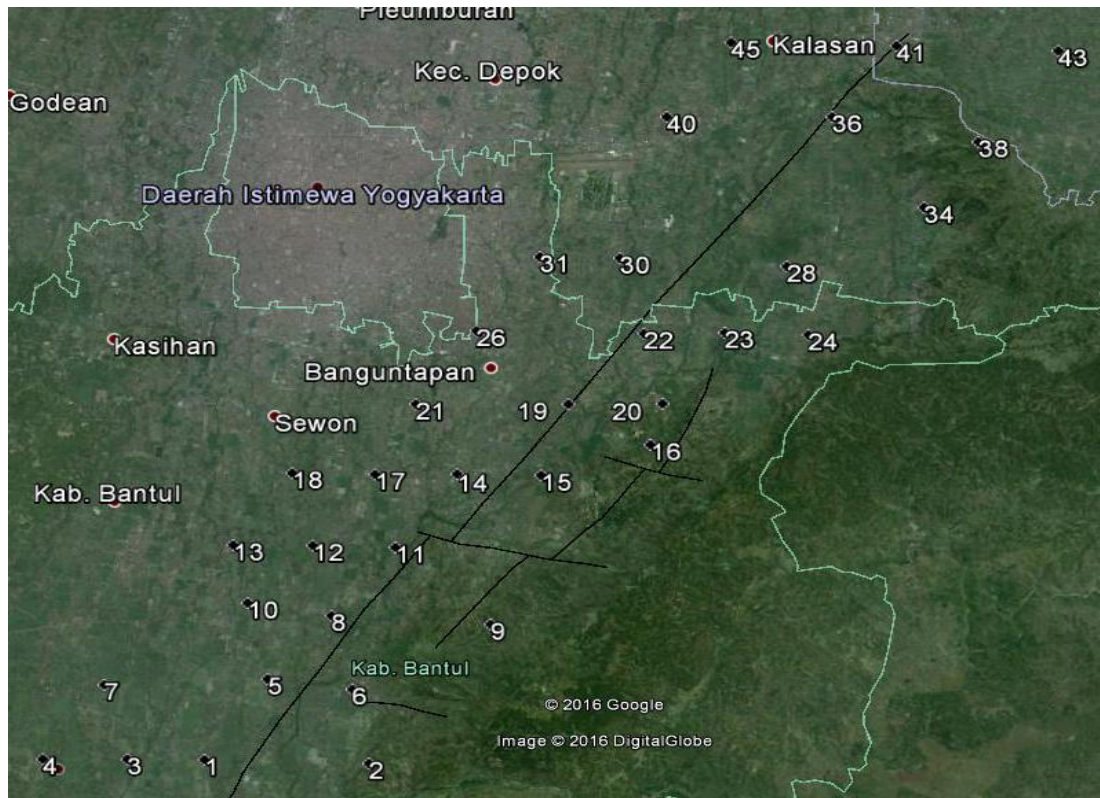 Pleumburan
45 Kalasan 41 43
Kec. Depok
Godean
40 36
38
Daerah Istimewa Yogyakarta
34
31 30 28
26 22 23 24
Kasihan
Banguntapan
21 19 20
Sewon
16
18 17 14 15
Kab. Bantul
13 12 11
10 8
9
Kab. Bantul
7 5 6
© 2016 Google
Image © 2016 DigitalGlobe
4 3 1 2